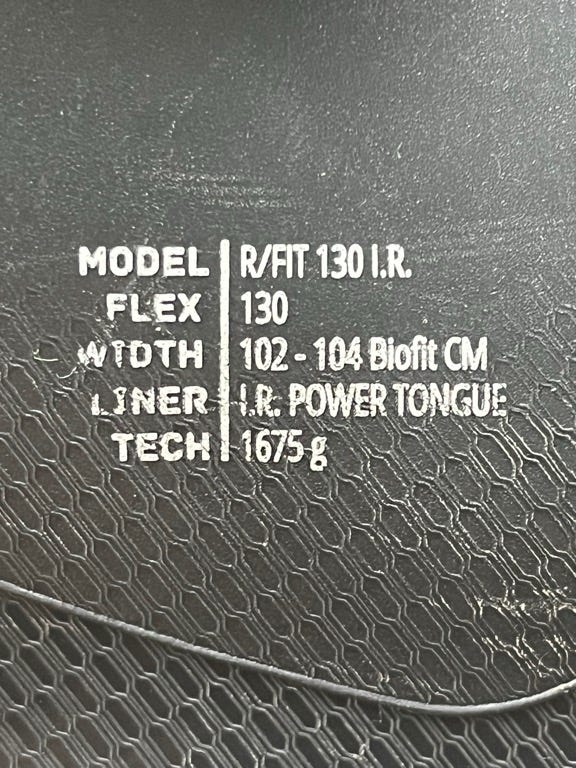 MODEL R/FIT 130 I.R.
FLEX 130
WIDTH 102 - 104 Biofit CM
LINER I.R. POWER TONGUE
TECH 1675 g